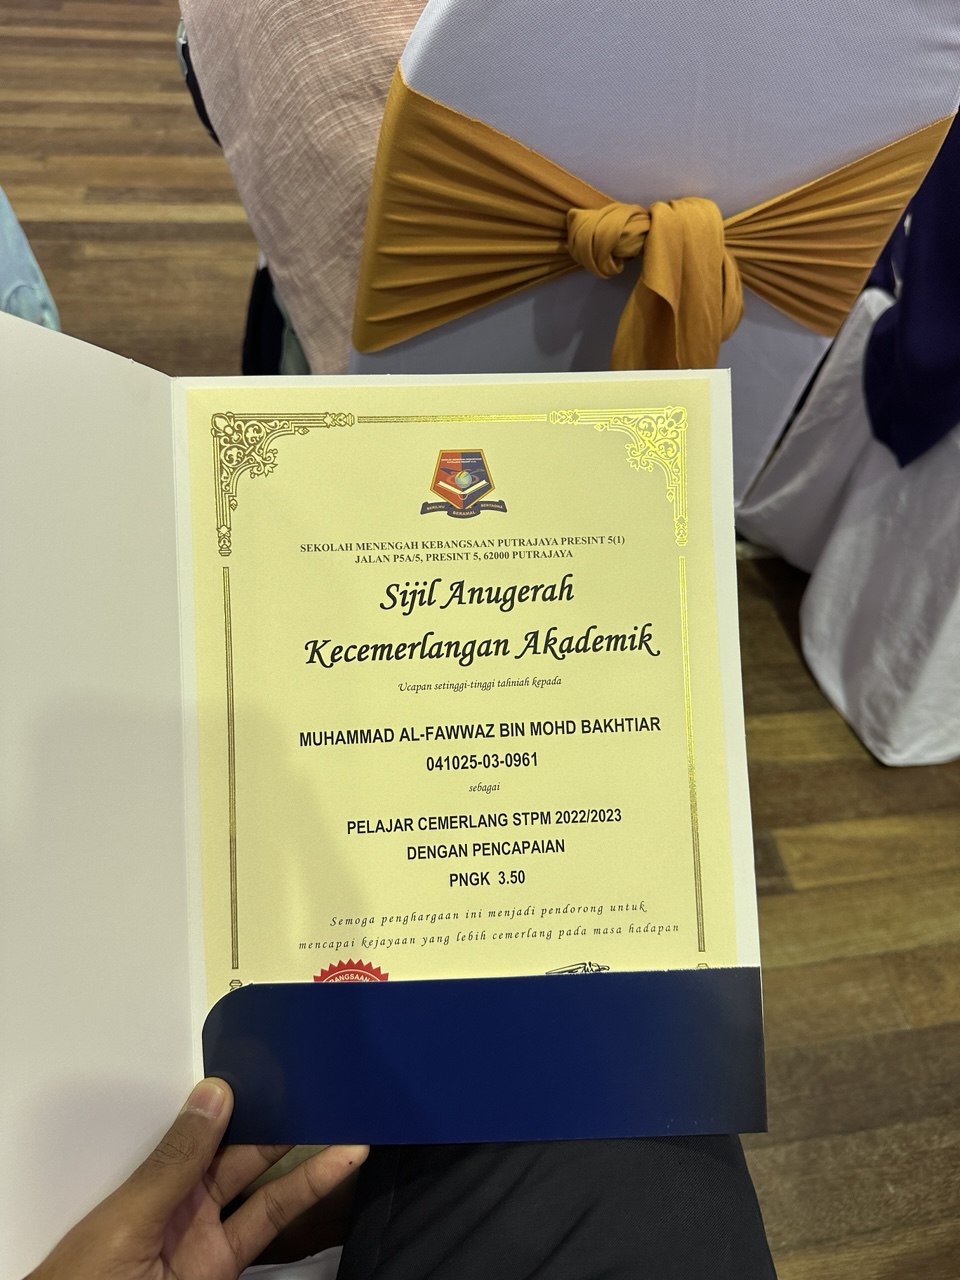 BERILMU BERAMAL BERTAQWA
SEKOLAH MENENGAH KEBANGSAAN PUTRAJAYA PRESINT 5(1)
JALAN P5A/5, PRESINT 5, 62000 PUTRAJAYA
Sijil Anugerah
Kecemerlangan Akademik
Ucapan setinggi-tinggi tahniah kepada
MUHAMMAD AL-FAWWAZ BIN MOHD BAKHTIAR
041025-03-0961
sebagai
PELAJAR CEMERLANG STPM 2022/2023
DENGAN PENCAPAIAN
PNGK 3.50
Semoga penghargaan ini menjadi pendorong untuk
mencapai kejayaan yang lebih cemerlang pada masa hadapan